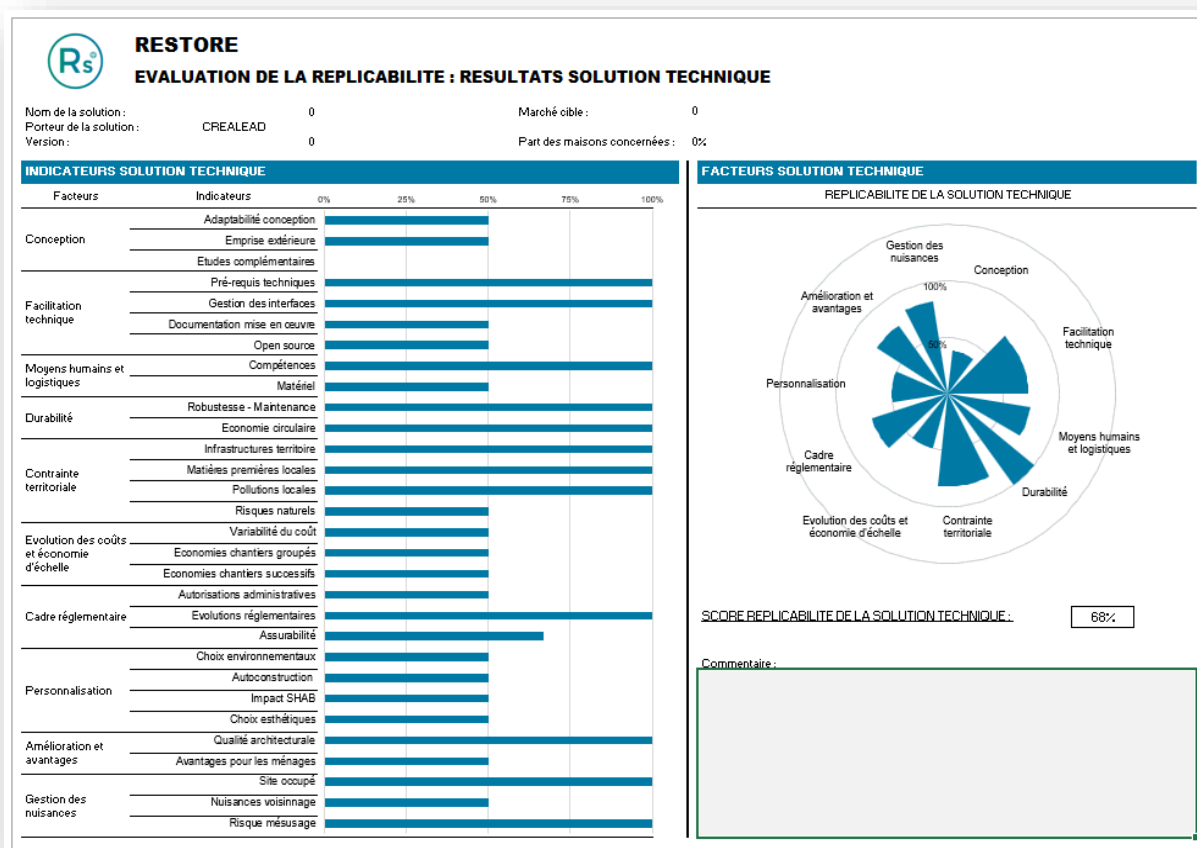 Rs
RESTORE
EVALUATION DE LA REPLICABILITE : RESULTATS SOLUTION TECHNIQUE
Nom de la solution : 0 Marché cible : 0
Porteur de la solution : CREALEAD
Version : 0 Part des maisons concernées : 0%
INDICATEURS SOLUTION TECHNIQUE
Facteurs Indicateurs 0% 25% 50% 75% 100%
Conception
Adaptabilité conception
Emprise extérieure
Etudes complémentaires
Facilitation
technique
Pré-requis techniques
Gestion des interfaces
Documentation mise en œuvre
Open source
Moyens humains et
logistiques
Compétences
Matériel
Durabilité
Robustesse - Maintenance
Economie circulaire
Contrainte
territoriale
Infrastructures territoire
Matières premières locales
Pollutions locales
Risques naturels
Evolution des coûts
et économie
d'échelle
Variabilité du coût
Economies chantiers groupés
Economies chantiers successifs
Cadre réglementaire
Autorisations administratives
Evolutions réglementaires
Assurabilité
Personnalisation
Choix environnementaux
Autoconstruction
Impact SHAB
Choix esthétiques
Amélioration et
avantages
Qualité architecturale
Avantages pour les ménages
Gestion des
nuisances
Site occupé
Nuisances voisinnage
Risque mésusage
FACTEURS SOLUTION TECHNIQUE
REPLICABILITE DE LA SOLUTION TECHNIQUE
Gestion des
nuisances
Conception
100%
Amélioration et
avantages
Facilitation
technique
50%
Personnalisation
Moyens humains
et logistiques
Cadre
réglementaire
Durabilité
Evolution des coûts et
économie d'échelle
Contrainte
territoriale
SCORE REPLICABILITE DE LA SOLUTION TECHNIQUE : 68%
Commentaire :